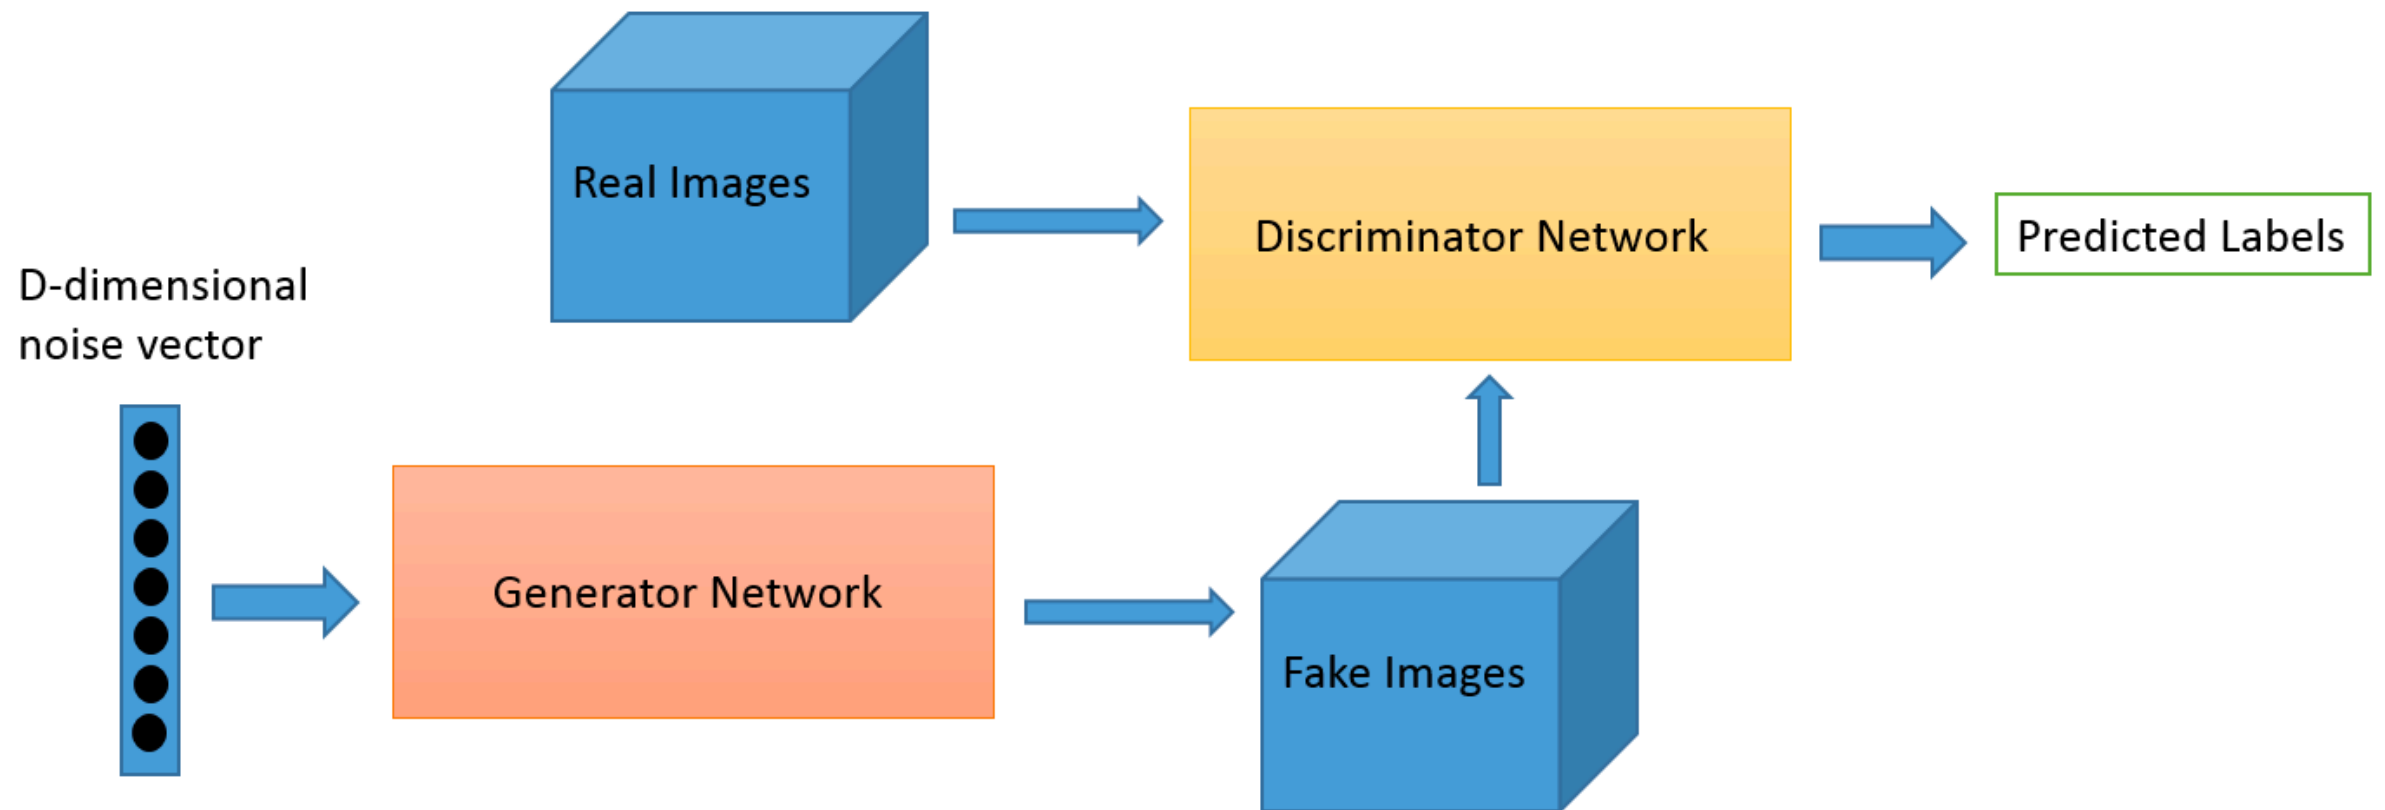 Real Images
Discriminator Network
Predicted Labels
D-dimensional
noise vector
Generator Network
Fake Images